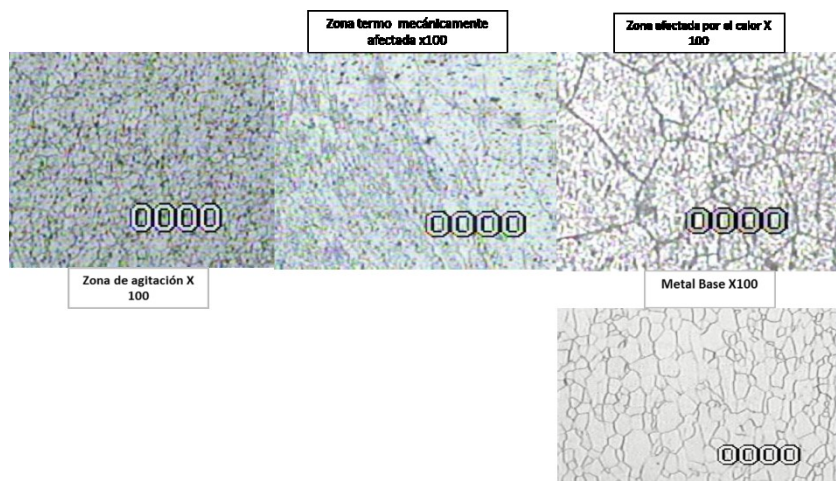 Zona termo mecánicamente
afectada x100
Zona afectada por el calor X
100
0000
0000
0000
Zona de agitación X
100
Metal Base X100
0000